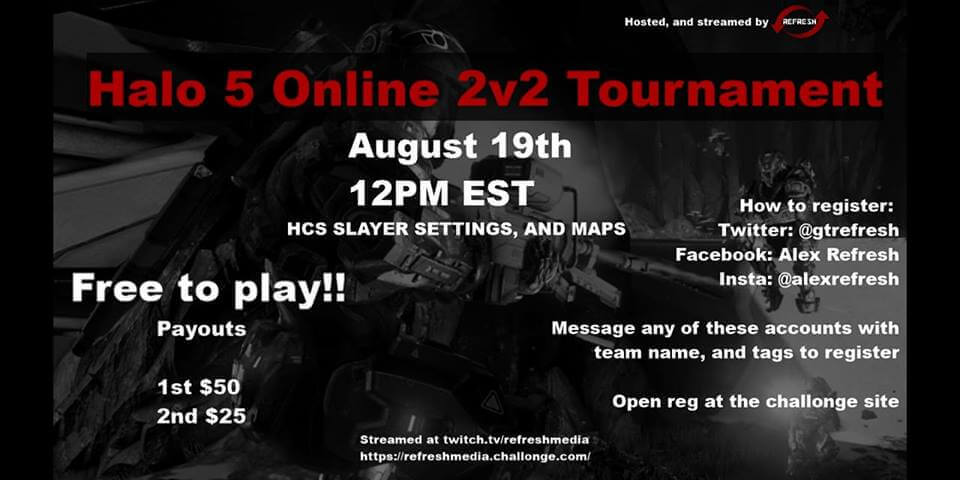 Hosted, and streamed by REFRESH
Halo 5 Online 2v2 Tournament
August 19th
12PM EST
HCS SLAYER SETTINGS, AND MAPS
How to register:
Twitter: @gtrefresh
Facebook: Alex Refresh
Insta: @alexrefresh
Free to play!!
Payouts
1st $50
2nd $25
Message any of these accounts with
team name, and tags to register
Open reg at the challonge site
Streamed at twitch.tv/refreshmedia
https://refreshmedia.challonge.com/